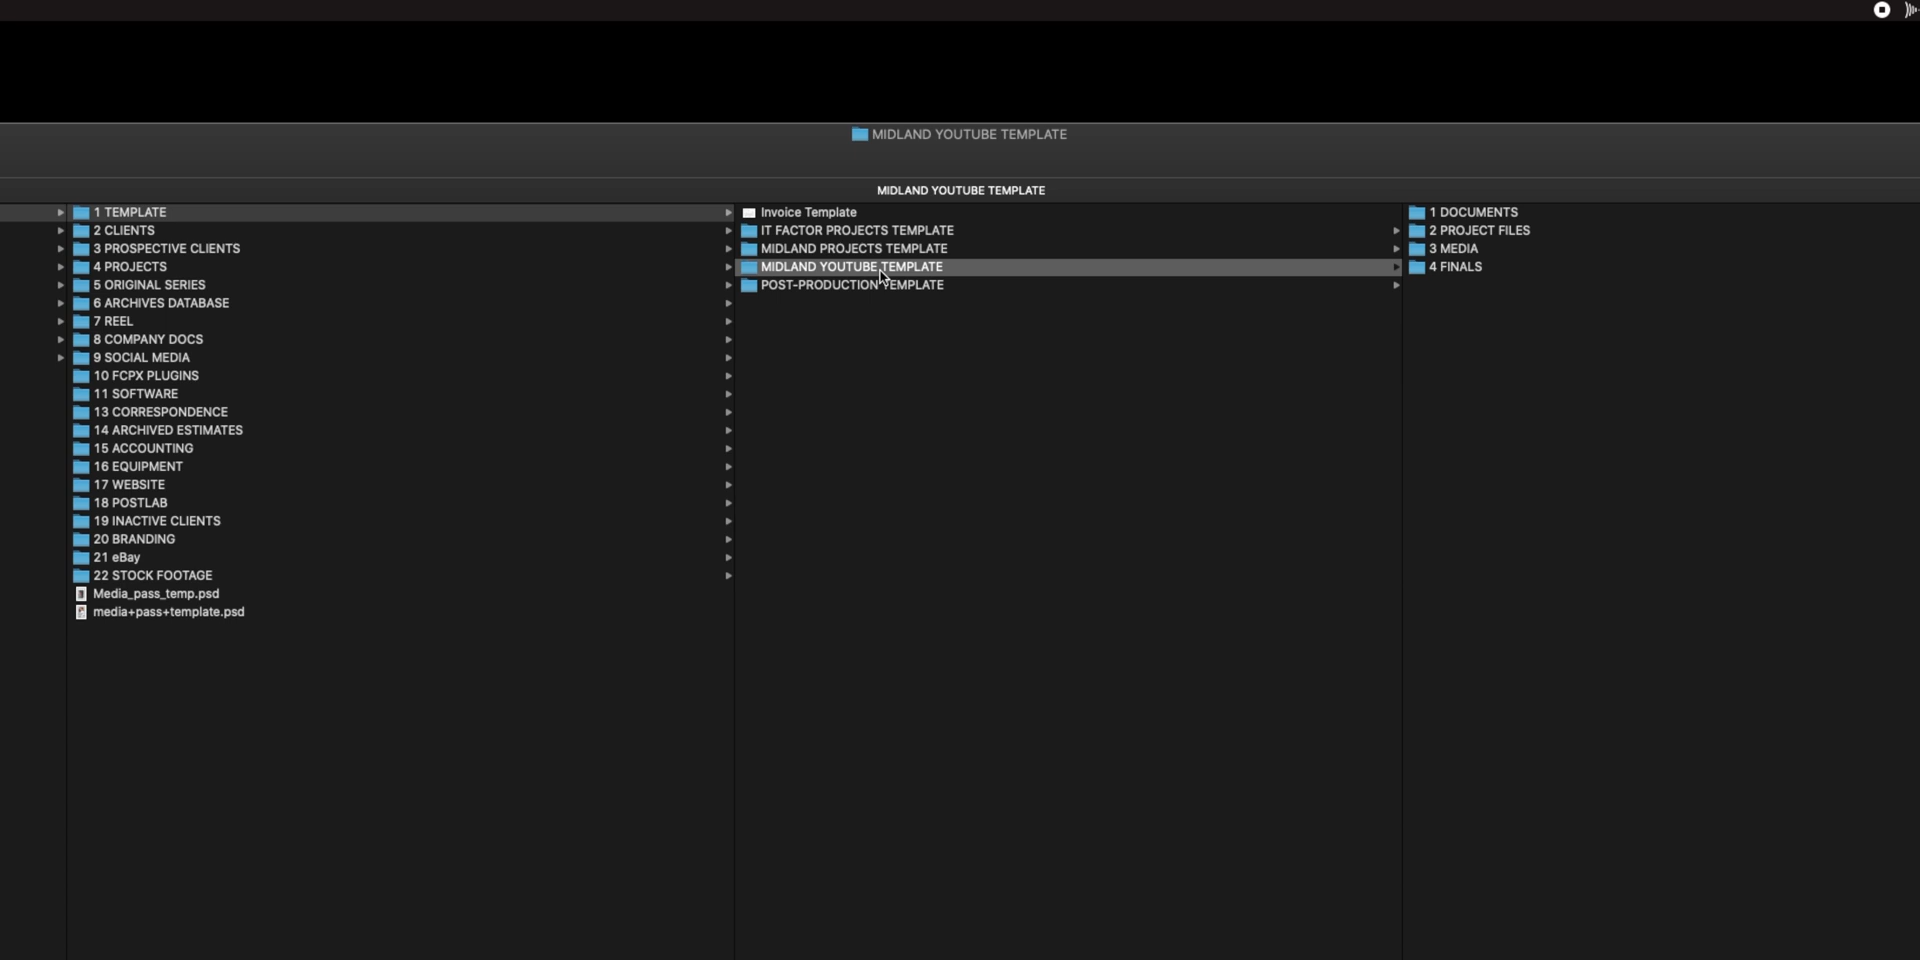 MIDLAND YOUTUBE TEMPLATE
MIDLAND YOUTUBE TEMPLATE
1 TEMPLATE
2 CLIENTS
3 PROSPECTIVE CLIENTS
4 PROJECTS
5 ORIGINAL SERIES
6 ARCHIVES DATABASE
7 REEL
8 COMPANY DOCS
9 SOCIAL MEDIA
10 FCPX PLUGINS
11 SOFTWARE
13 CORRESPONDENCE
14 ARCHIVED ESTIMATES
15 ACCOUNTING
16 EQUIPMENT
17 WEBSITE
18 POSTLAB
19 INACTIVE CLIENTS
20 BRANDING
21 eBay
22 STOCK FOOTAGE
Media_pass_temp.psd
media+pass+template.psd
Invoice Template
IT FACTOR PROJECTS TEMPLATE
MIDLAND PROJECTS TEMPLATE
MIDLAND YOUTUBE TEMPLATE
POST-PRODUCTION TEMPLATE
1 DOCUMENTS
2 PROJECT FILES
3 MEDIA
4 FINALS